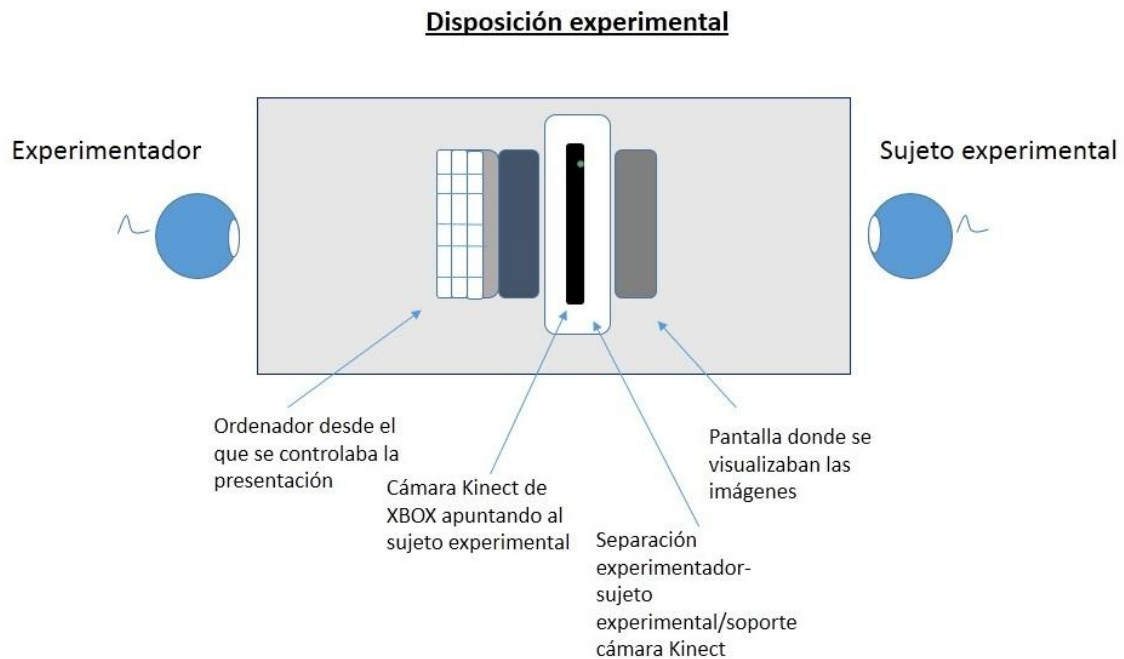 Disposición experimental
Experimentador
Sujeto experimental
Ordenador desde el
que se controlaba la
presentación
Cámara Kinect de
XBOX apuntando al
sujeto experimental
Separación
experimentador-
sujeto
experimental/soporte
cámara Kinect
Pantalla donde se
visualizaban las
imágenes